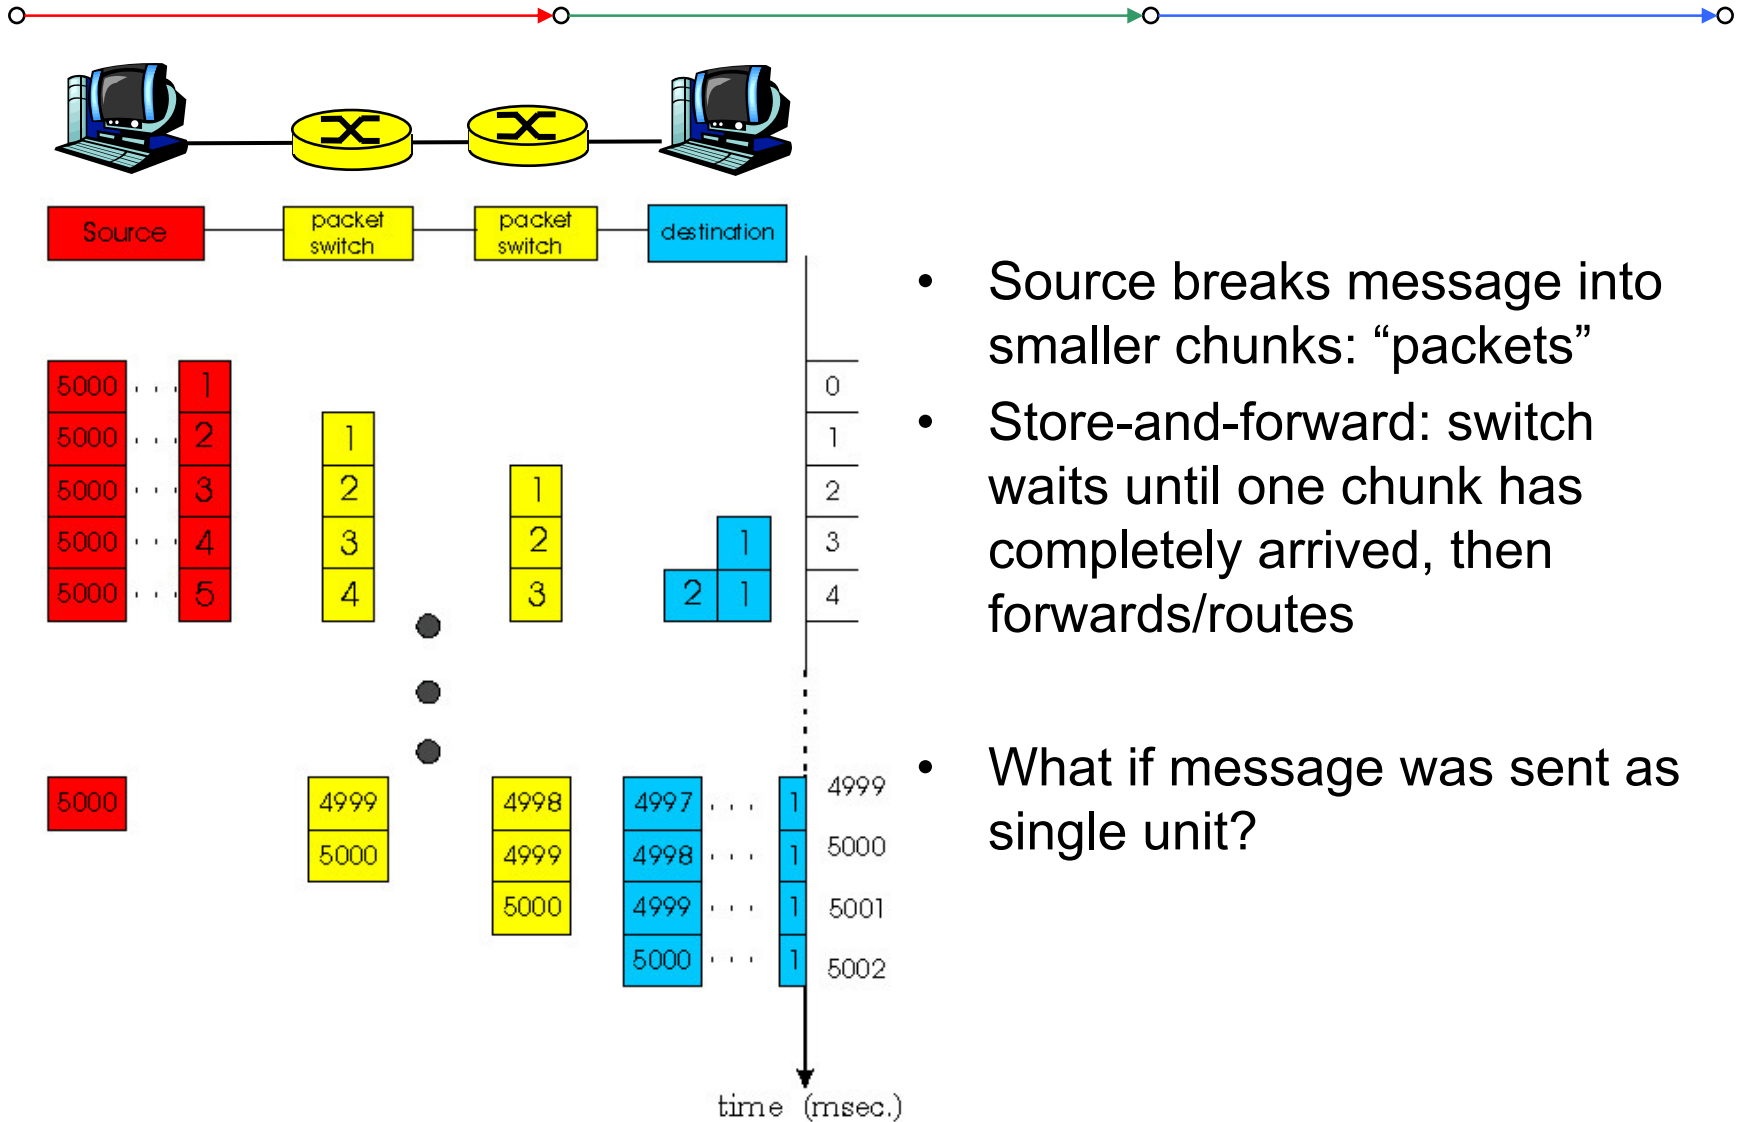 Source packet switch packet switch destination
5000 . . . 1 0
5000 . . . 2 1 1
5000 . . . 3 2 1 2
5000 . . . 4 3 2 1 3
5000 . . . 5 4 3 2 1 4
5000 4999 4998 4997 . . . 1 4999
5000 4999 4998 . . . 1 5000
5000 4999 . . . 1 5001
5000 . . . 1 5002
time (msec.)
• Source breaks message into
smaller chunks: “packets”
• Store-and-forward: switch
waits until one chunk has
completely arrived, then
forwards/routes
• What if message was sent as
single unit?